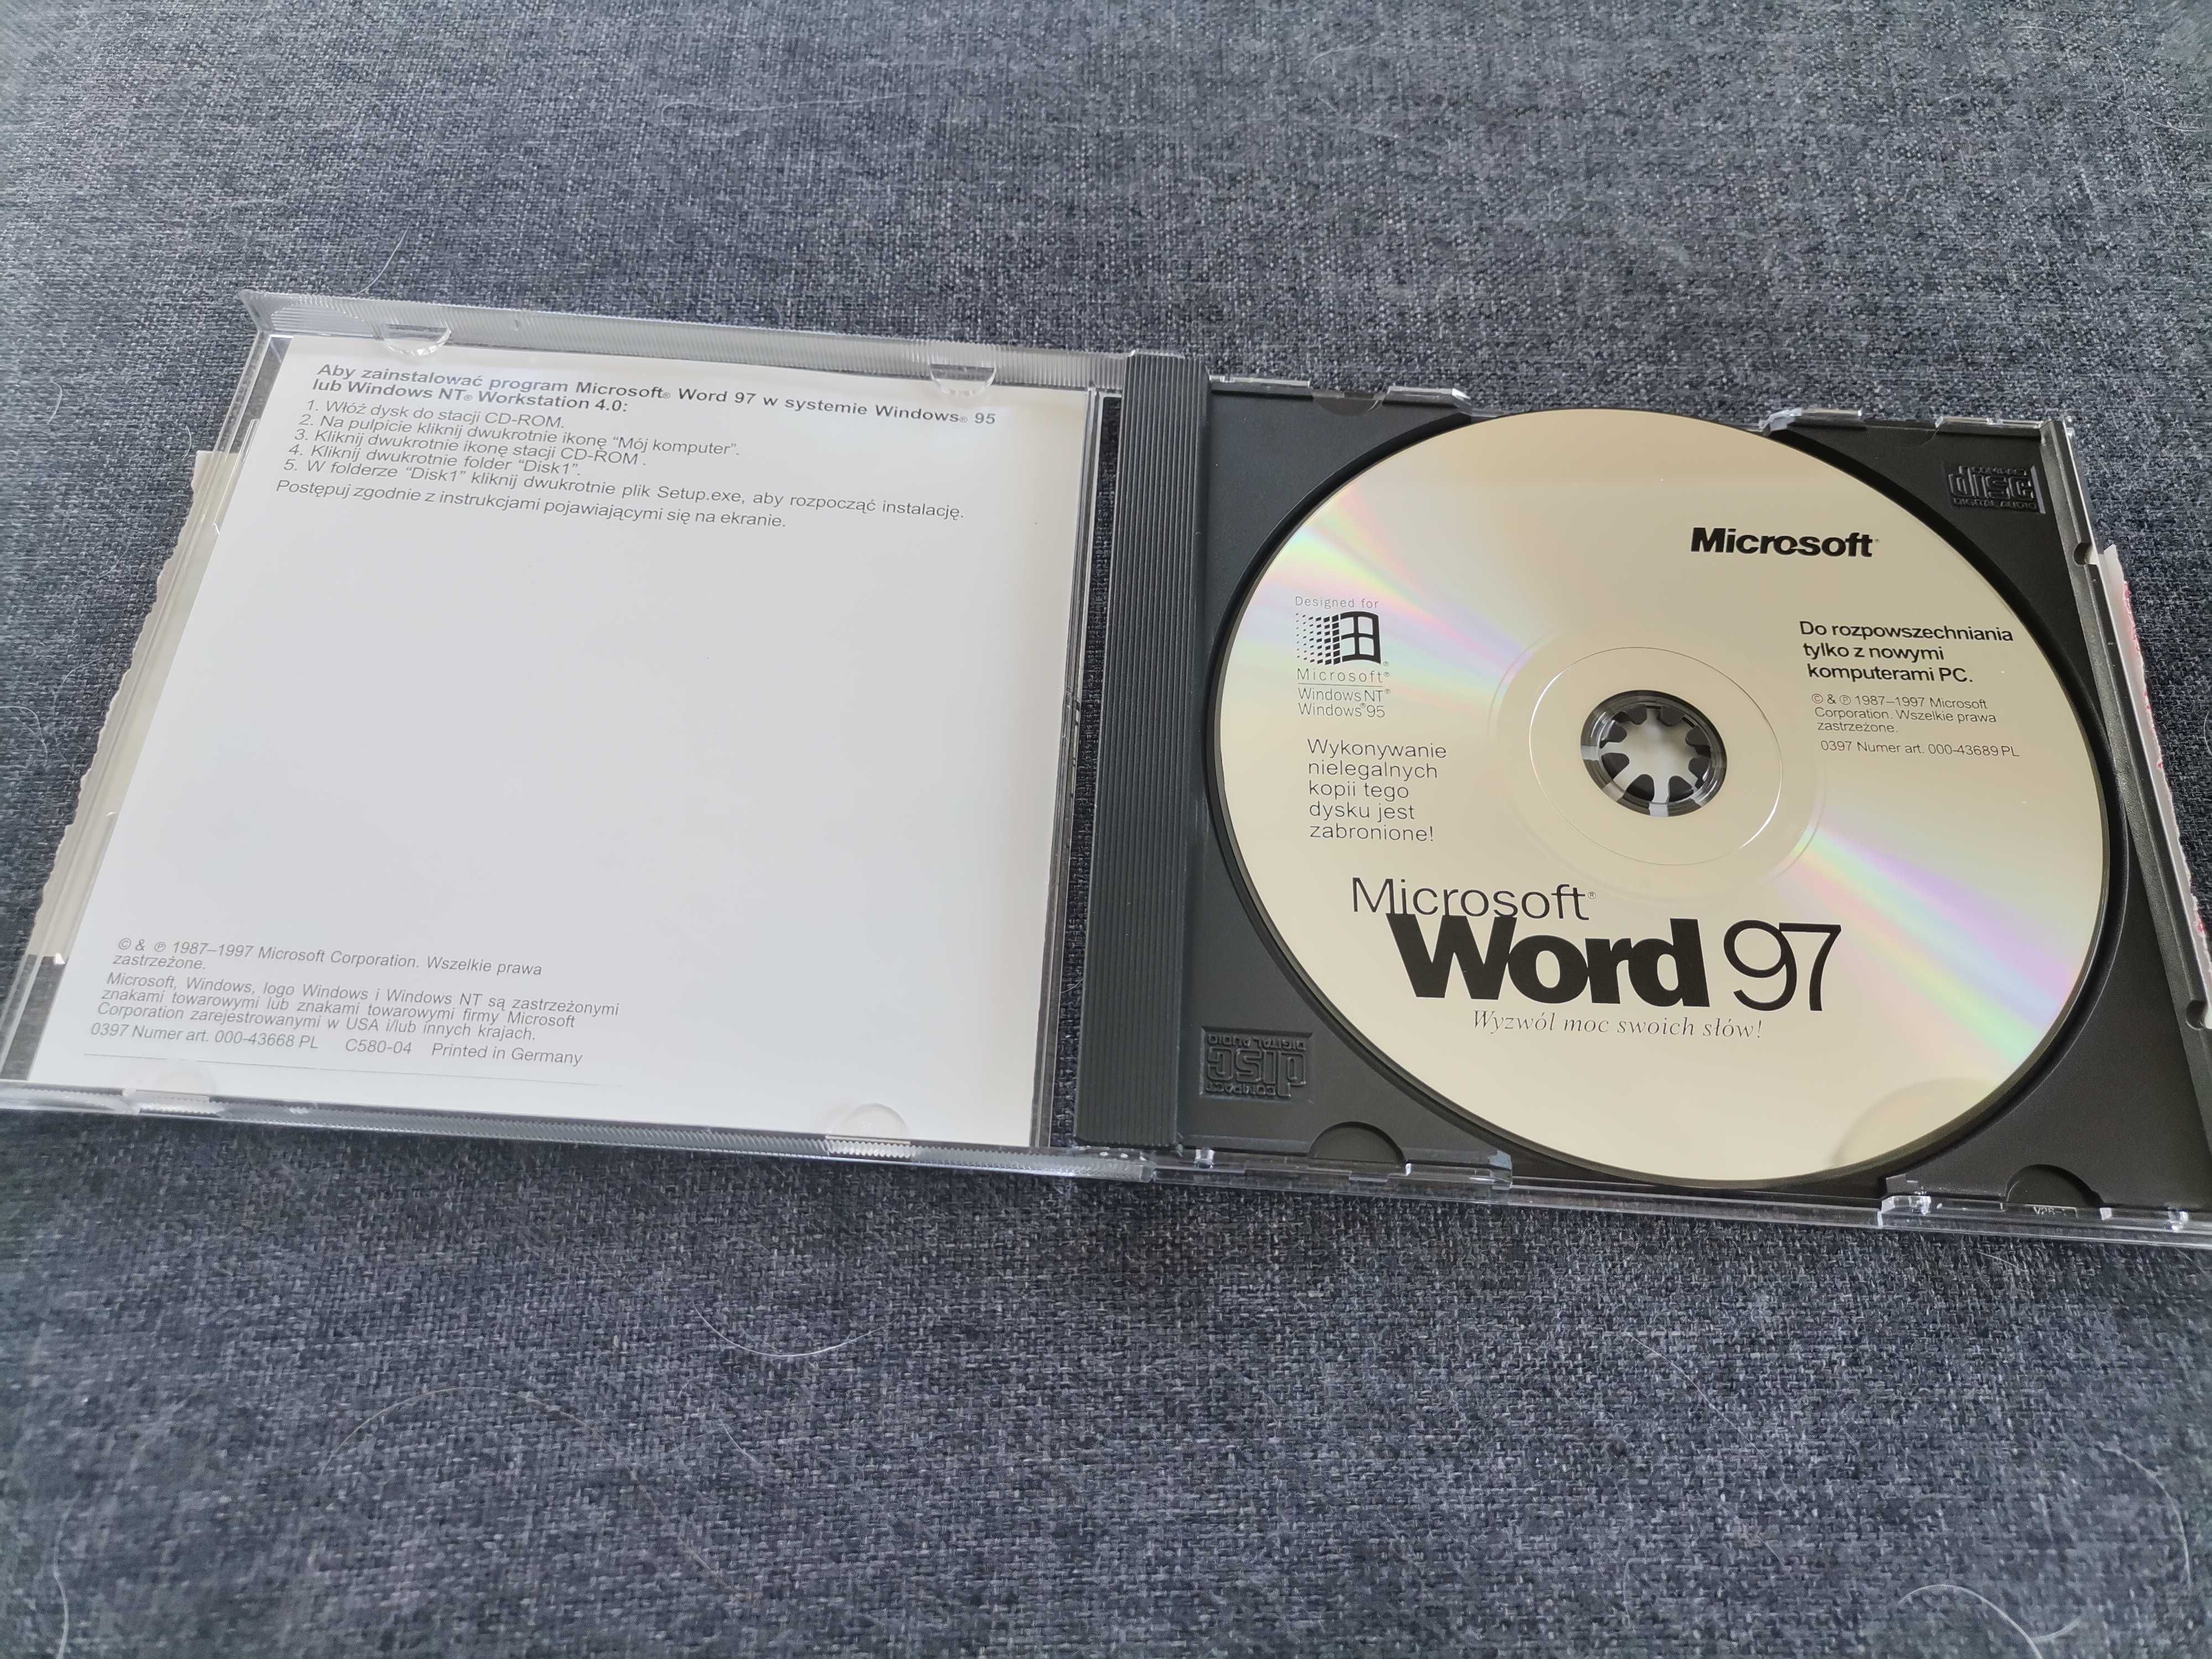 Aby zainstalować program Microsoft® Word 97 w systemie Windows® 95
lub Windows NT® Workstation 4.0:
1. Włóż dysk do stacji CD-ROM.
2. Na pulpicie kliknij dwukrotnie ikonę “Mój komputer”.
3. Kliknij dwukrotnie ikonę stacji CD-ROM .
4. Kliknij dwukrotnie folder “Disk1”.
5. W folderze “Disk1” kliknij dwukrotnie plik Setup.exe, aby rozpocząć instalację.
Postępuj zgodnie z instrukcjami pojawiającymi się na ekranie.
© & ℗ 1987–1997 Microsoft Corporation. Wszelkie prawa
zastrzeżone.
Microsoft, Windows, logo Windows i Windows NT są zastrzeżonymi
znakami towarowymi lub znakami towarowymi firmy Microsoft
Corporation zarejestrowanymi w USA i/lub innych krajach.
0397 Numer art. 000-43668 PL C580-04 Printed in Germany
COMPACT
disc
DIGITAL AUDIO
Microsoft®
Designed for
Microsoft®
Windows NT®
Windows®95
Do rozpowszechniania
tylko z nowymi
komputerami PC.
© & ℗ 1987–1997 Microsoft
Corporation. Wszelkie prawa
zastrzeżone.
0397 Numer art. 000-43689 PL
Wykonywanie
nielegalnych
kopii tego
dysku jest
zabronione!
Microsoft®
Word 97
Wyzwól moc swoich słów!
COMPACT
disc
DIGITAL AUDIO